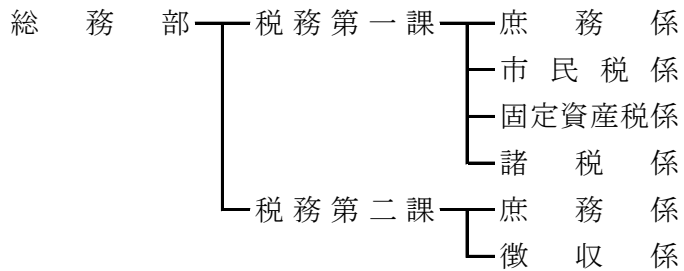 総務部 税務第一課 庶務係
市民税係
固定資産税係
諸税係
税務第二課 庶務係
徴収係